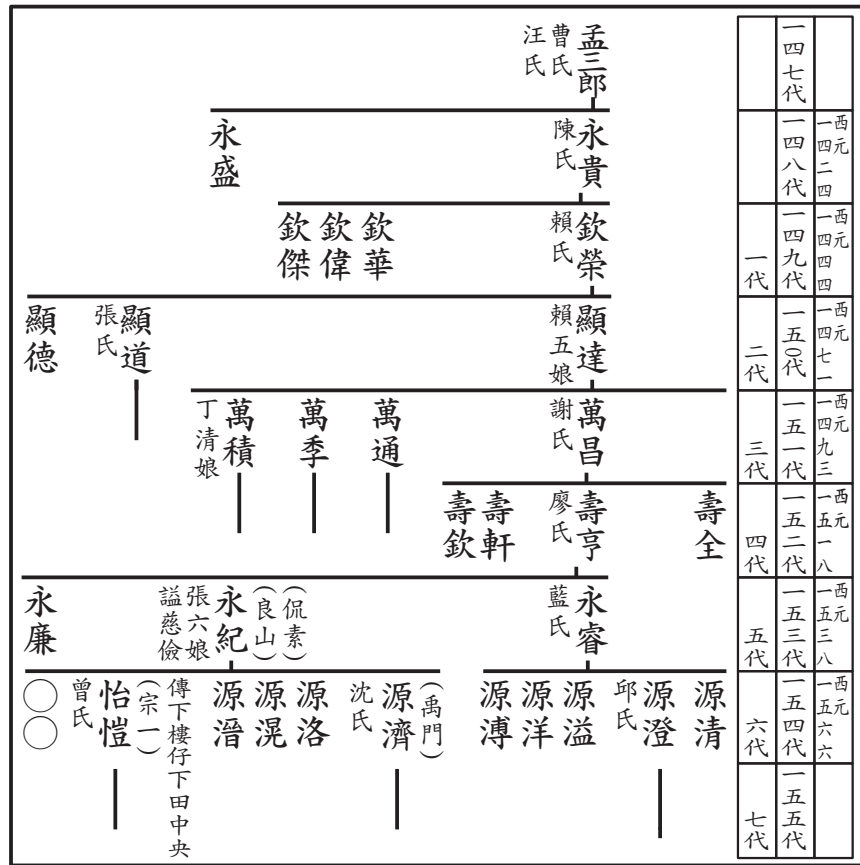 一四七代
孟三郎
曹氏
汪氏
西元一四二四
一四八代
永貴
陳氏
永盛
西元一四四四
一四九代
一代
欽榮
賴氏
欽華
欽偉
欽傑
西元一四七一
一五〇代
二代
顯達
賴五娘
顯道
張氏
顯德
西元一四九三
一五一代
三代
萬昌
謝氏
萬通
萬季
萬積
丁清娘
西元一五一八
一五二代
四代
壽全
壽亨
廖氏
壽軒
壽欽
西元一五三八
一五三代
五代
永睿
藍氏
(侃素)
(良山)
永紀
張六娘
謚慈儉
永廉
西元一五六六
一五四代
六代
源清
源澄
邱氏
源溢
源洋
源溥
(禹門)
源濟
沈氏
源洛
源滉
源溍
傳下樓仔下田中央
(宗一)
怡愷
曾氏
○○
一五五代
七代